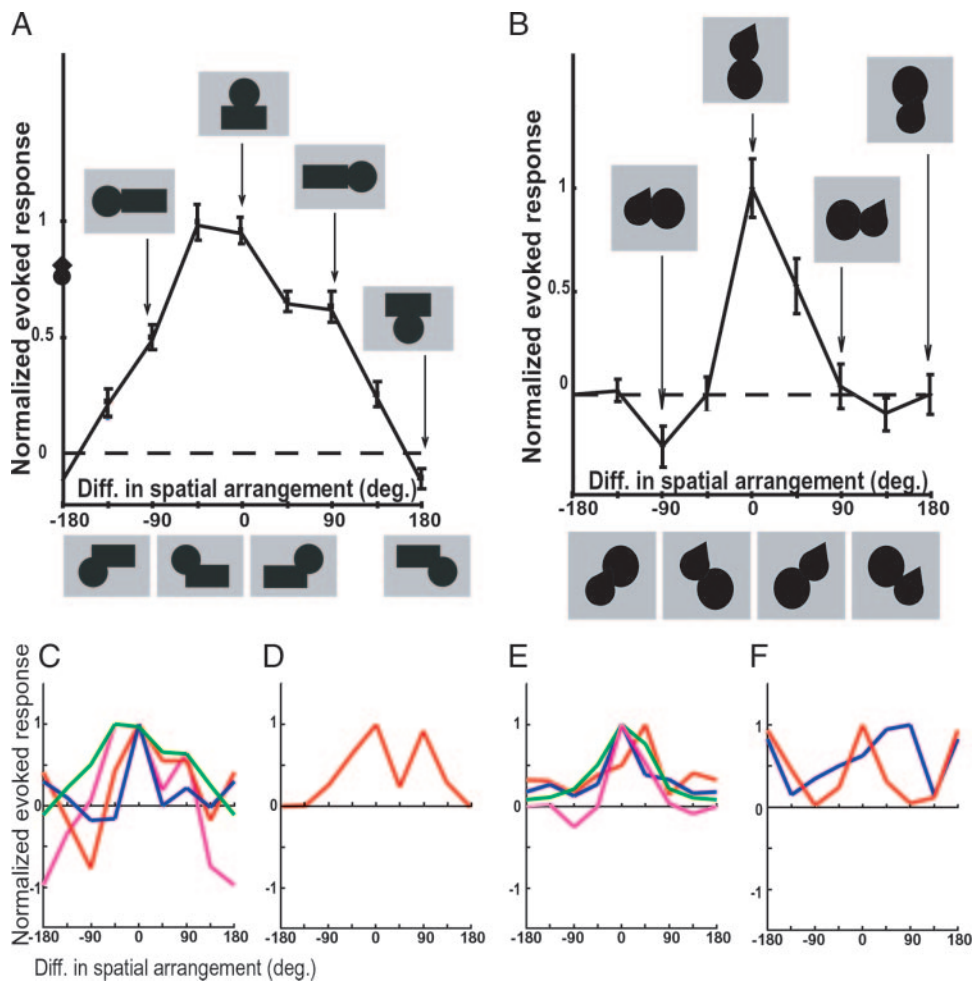 A
Normalized evoked response
1
0.5
0
Diff. in spatial arrangement (deg.)
-180 -90 0 90 180
B
Normalized evoked response
1
0.5
0
Diff. in spatial arrangement (deg.)
-180 -90 0 90 180
C
Normalized evoked response
1
0
-1
-180 -90 0 90 180
Diff. in spatial arrangement (deg.)
D
1
0
-1
-180 -90 0 90 180
E
1
0
-1
-180 -90 0 90 180
F
1
0
-1
-180 -90 0 90 180